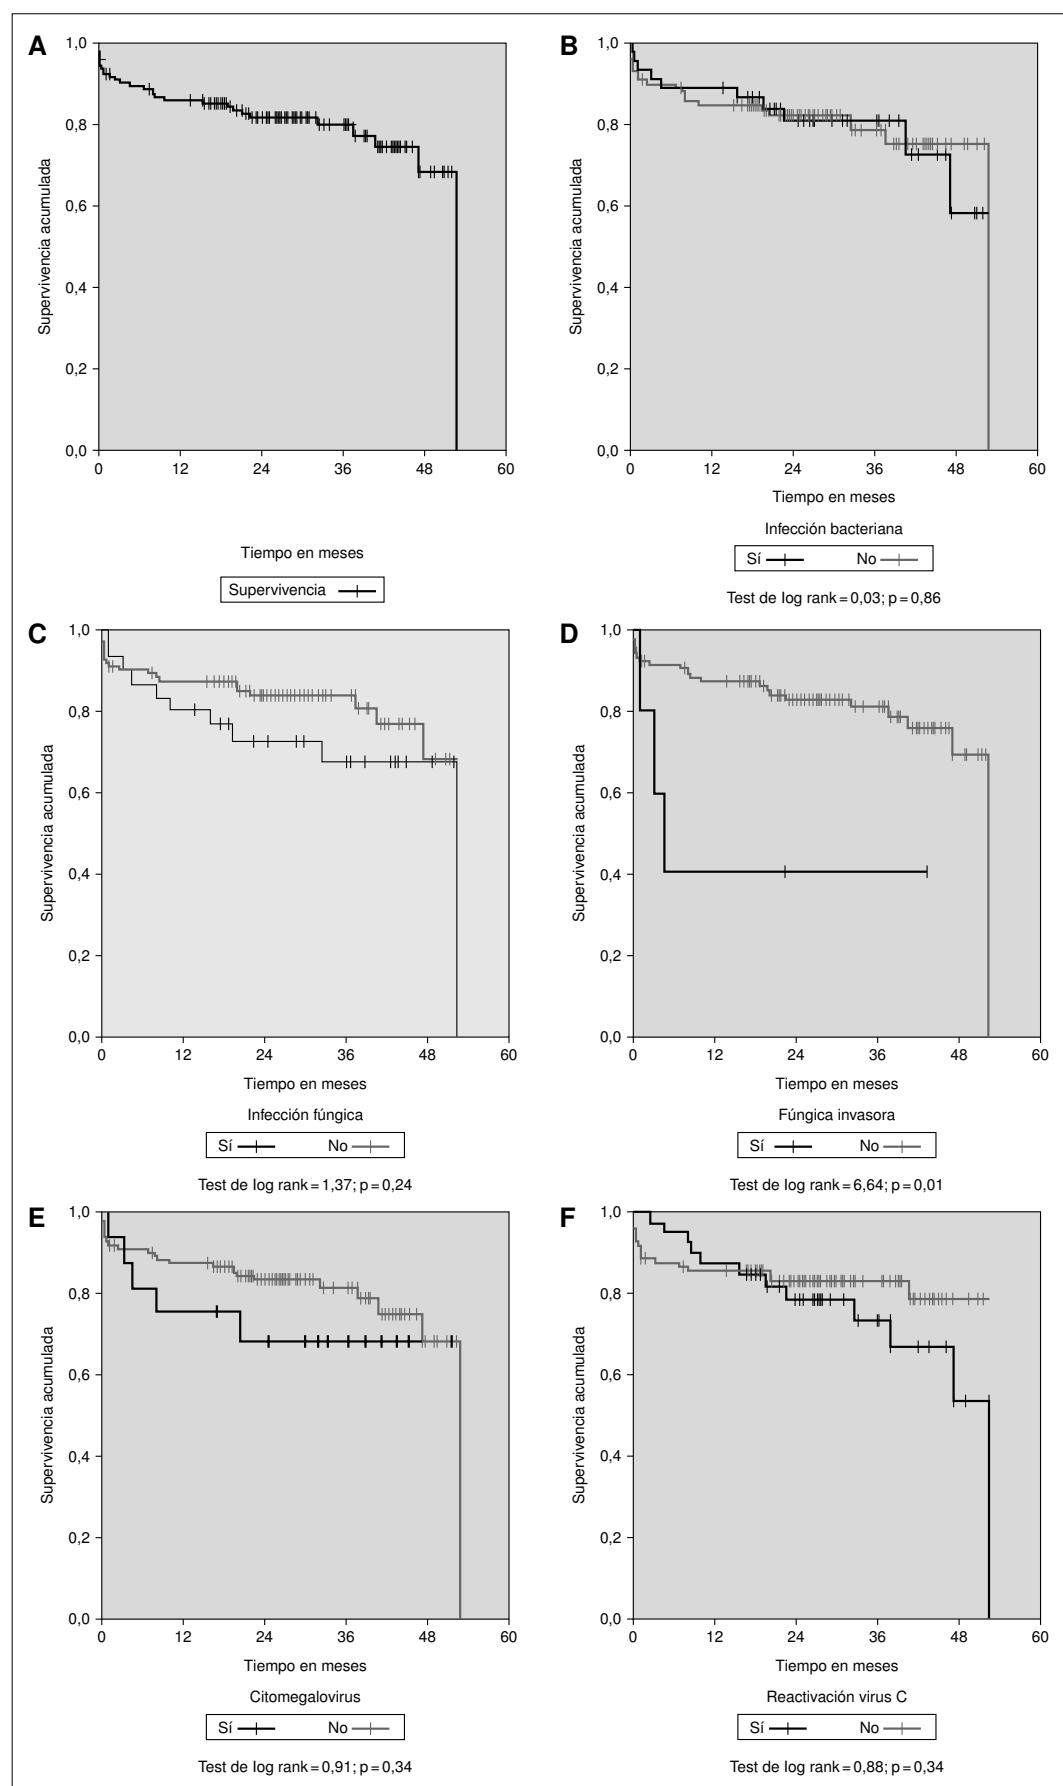 A
1,0
0,8
0,6
0,4
0,2
0,0
Supervivencia acumulada
0 12 24 36 48 60
Tiempo en meses
Supervivencia
B
1,0
0,8
0,6
0,4
0,2
0,0
Supervivencia acumulada
0 12 24 36 48 60
Tiempo en meses
Infección bacteriana
Sí No
Test de log rank = 0,03; p = 0,86
C
1,0
0,8
0,6
0,4
0,2
0,0
Supervivencia acumulada
0 12 24 36 48 60
Tiempo en meses
Infección fúngica
Sí No
Test de log rank = 1,37; p = 0,24
D
1,0
0,8
0,6
0,4
0,2
0,0
Supervivencia acumulada
0 12 24 36 48 60
Tiempo en meses
Fúngica invasora
Sí No
Test de log rank = 6,64; p = 0,01
E
1,0
0,8
0,6
0,4
0,2
0,0
Supervivencia acumulada
0 12 24 36 48 60
Tiempo en meses
Citomegalovirus
Sí No
Test de log rank = 0,91; p = 0,34
F
1,0
0,8
0,6
0,4
0,2
0,0
Supervivencia acumulada
0 12 24 36 48 60
Tiempo en meses
Reactivación virus C
Sí No
Test de log rank = 0,88; p = 0,34